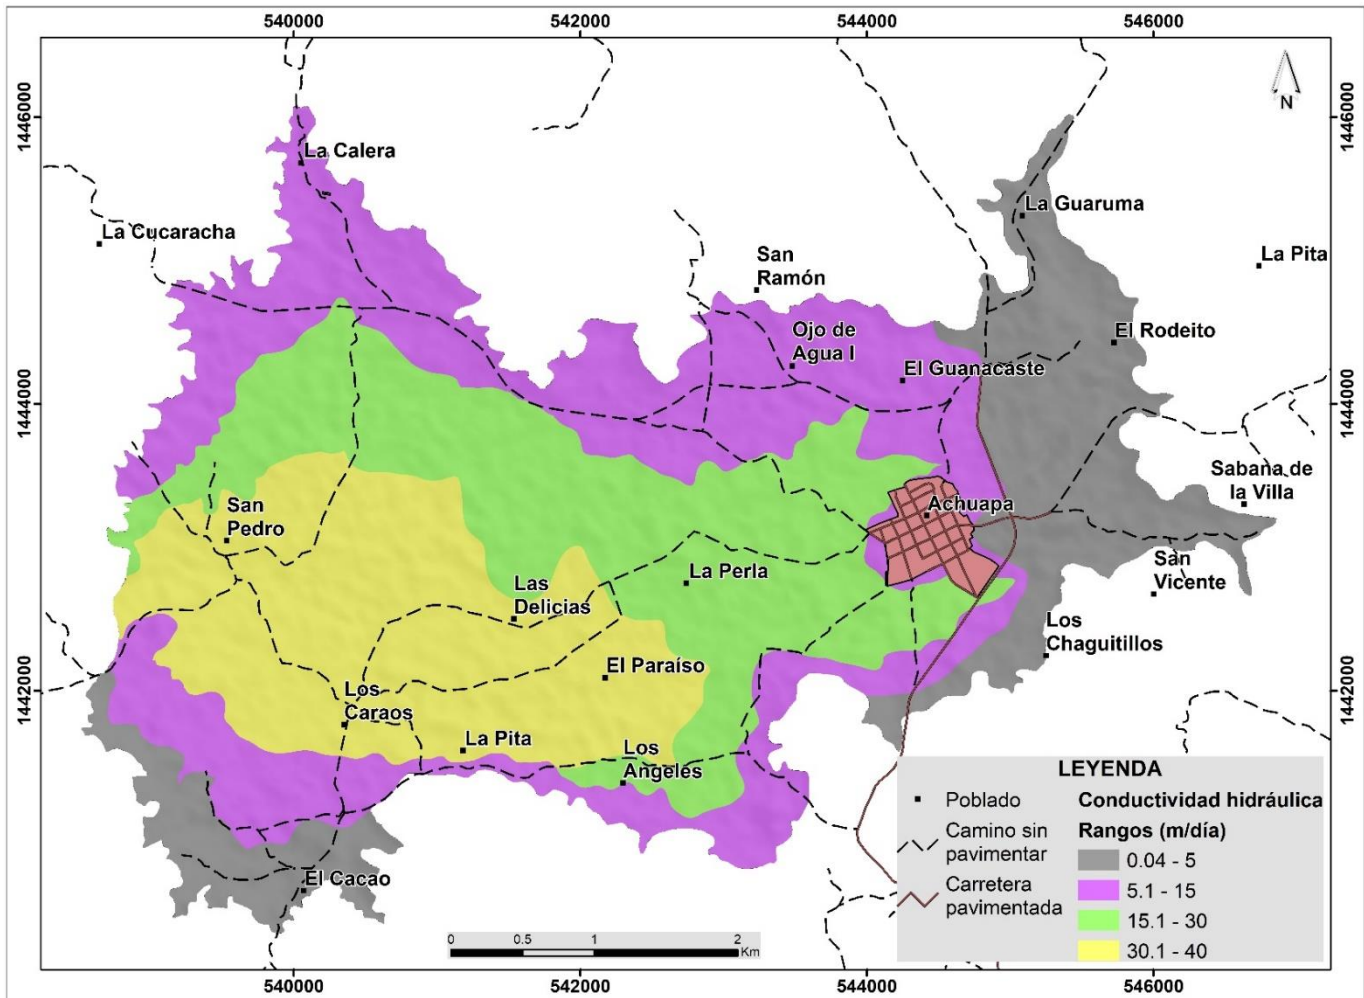 540000
542000
544000
546000
1446000
1446000
N
La Calera
La Guaruma
La Cucaracha
San
Ramón
La Pita
Ojo de
Agua I
El Rodeito
El Guanacaste
1444000
1444000
Sabana de
la Villa
San
Pedro
Achuapa
Las
Delicias
La Perla
San
Vicente
Los
Chaguitillos
El Paraíso
1442000
1442000
Los
Caraos
La Pita
Los
Angeles
El Cacao
LEYENDA
Poblado
Camino sin
pavimentar
Carretera
pavimentada
Conductividad hidráulica
Rangos (m/día)
0.04 - 5
5.1 - 15
15.1 - 30
30.1 - 40
0
0.5
1
2
Km
540000
542000
544000
546000